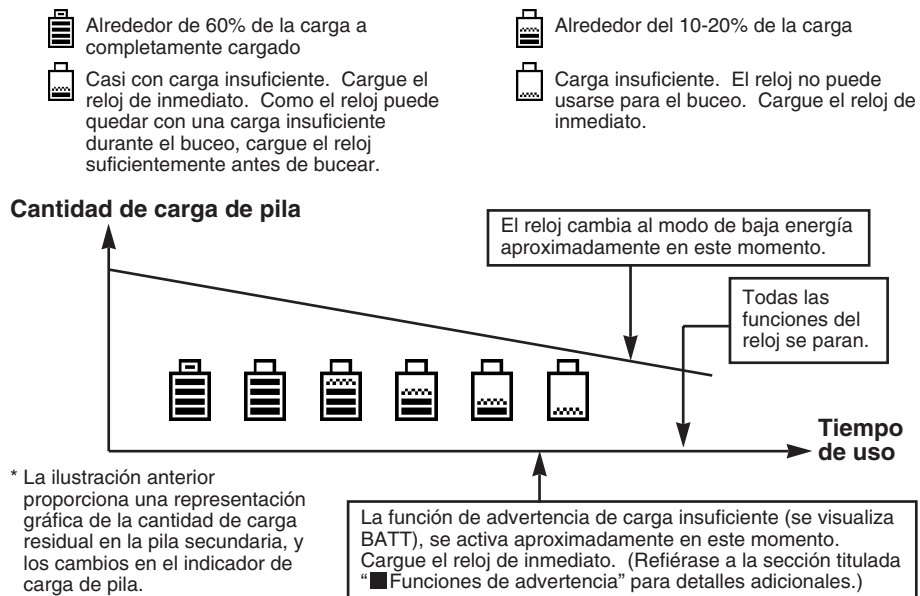 Alrededor de 60% de la carga a
completamente cargado
Casi con carga insuficiente. Cargue el
reloj de inmediato. Como el reloj puede
quedar con una carga insuficiente
durante el buceo, cargue el reloj
suficientemente antes de bucear.
Alrededor del 10-20% de la carga
Carga insuficiente. El reloj no puede
usarse para el buceo. Cargue el reloj de
inmediato.
Cantidad de carga de pila
El reloj cambia al modo de baja energía
aproximadamente en este momento.
Todas las
funciones del
reloj se paran.
Tiempo
de uso
* La ilustración anterior
proporciona una representación
gráfica de la cantidad de carga
residual en la pila secundaria, y
los cambios en el indicador de
carga de pila.
La función de advertencia de carga insuficiente (se visualiza
BATT), se activa aproximadamente en este momento.
Cargue el reloj de inmediato. (Refiérase a la sección titulada
“■Funciones de advertencia” para detalles adicionales.)